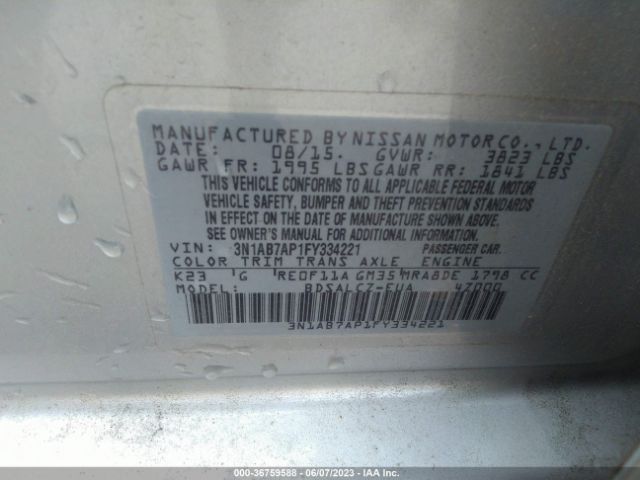 MANUFACTURED BY NISSAN MOTOR CO., LTD.
DATE: 08/15. GVWR: 3823 LBS
GAWR FR: 1995 LBS GAWR RR: 1841 LBS
THIS VEHICLE CONFORMS TO ALL APPLICABLE FEDERAL MOTOR
VEHICLE SAFETY, BUMPER, AND THEFT PREVENTION STANDARDS
IN EFFECT ON THE DATE OF MANUFACTURE SHOWN ABOVE.
SEE OWNER'S MANUAL FOR ADDITIONAL INFORMATION.
VIN: 3N1AB7AP1FY334221 PASSENGER CAR.
COLOR TRIM TRANS AXLE ENGINE
K23 'G 'RE0F11A GM35'MRA8DE 1798 CC
MODEL: BDSALCZ-EUA 4Z000
3N1AB7AP1FY334221
000-36759588 - 06/07/2023 - IAA Inc.